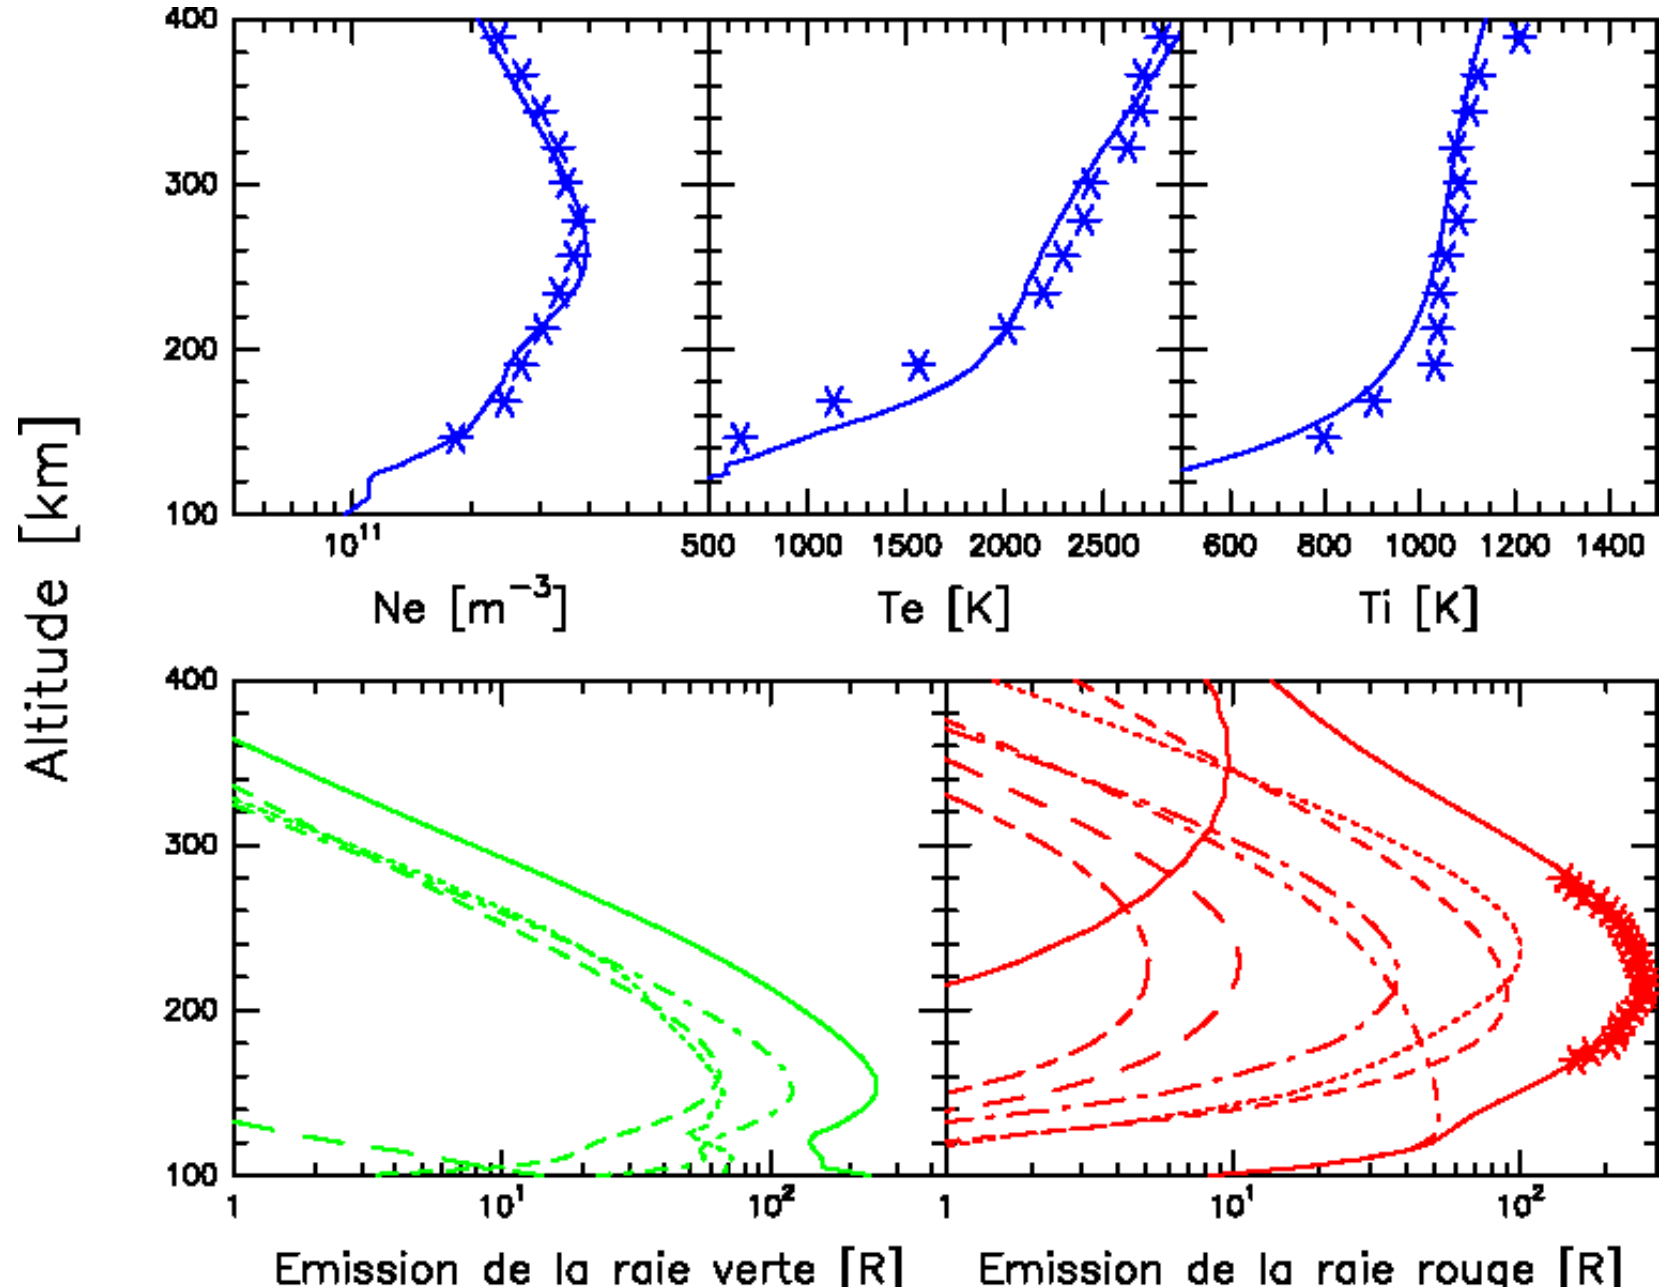 Altitude [km]
400
300
200
100
10¹¹
500 1000 1500 2000 2500
600 800 1000 1200 1400
Ne [m⁻³]
Te [K]
Ti [K]
400
300
200
100
1 10¹ 10²
1 10¹ 10²
Emission de la raie verte [R]
Emission de la raie rouge [R]